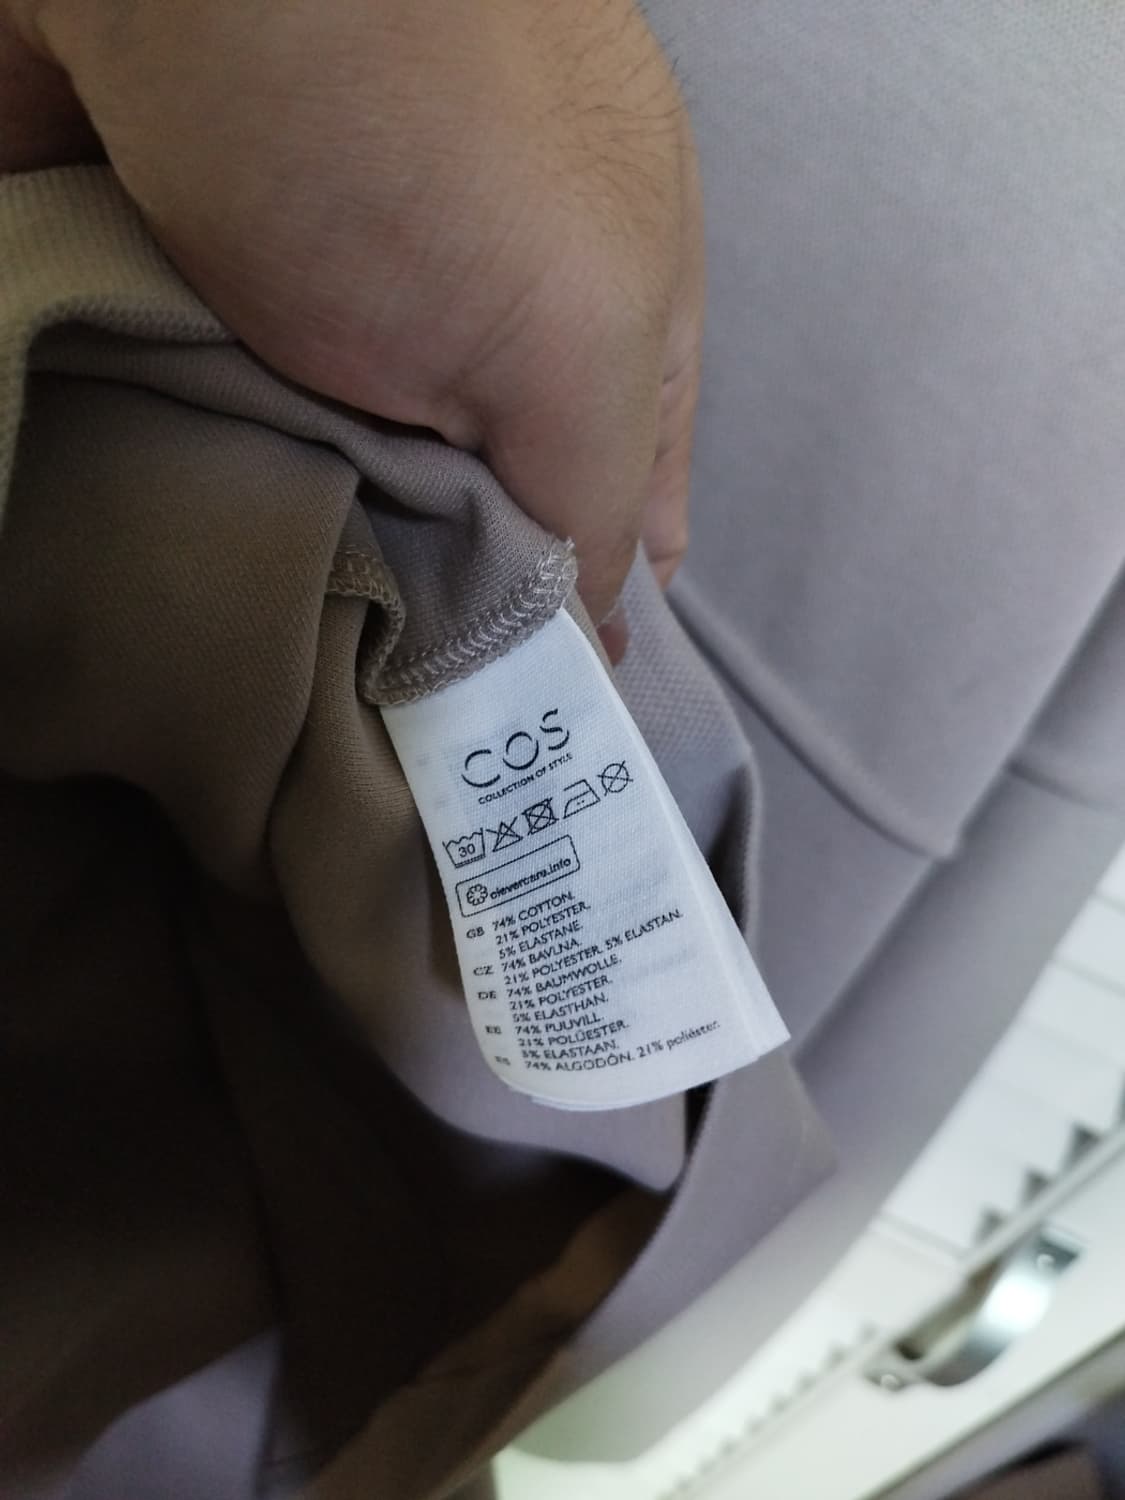 COS
COLLECTION OF STYLE
30
clevercare.info
GB 74% COTTON.
21% POLYESTER.
5% ELASTANE.
CZ 74% BAVLNA.
21% POLYESTER. 5% ELASTAN.
DE 74% BAUMWOLLE.
21% POLYESTER.
5% ELASTHAN.
EE 74% PUUVILL.
21% POLÜESTER.
5% ELASTAAN.
ES 74% ALGODÓN. 21% poliéster.